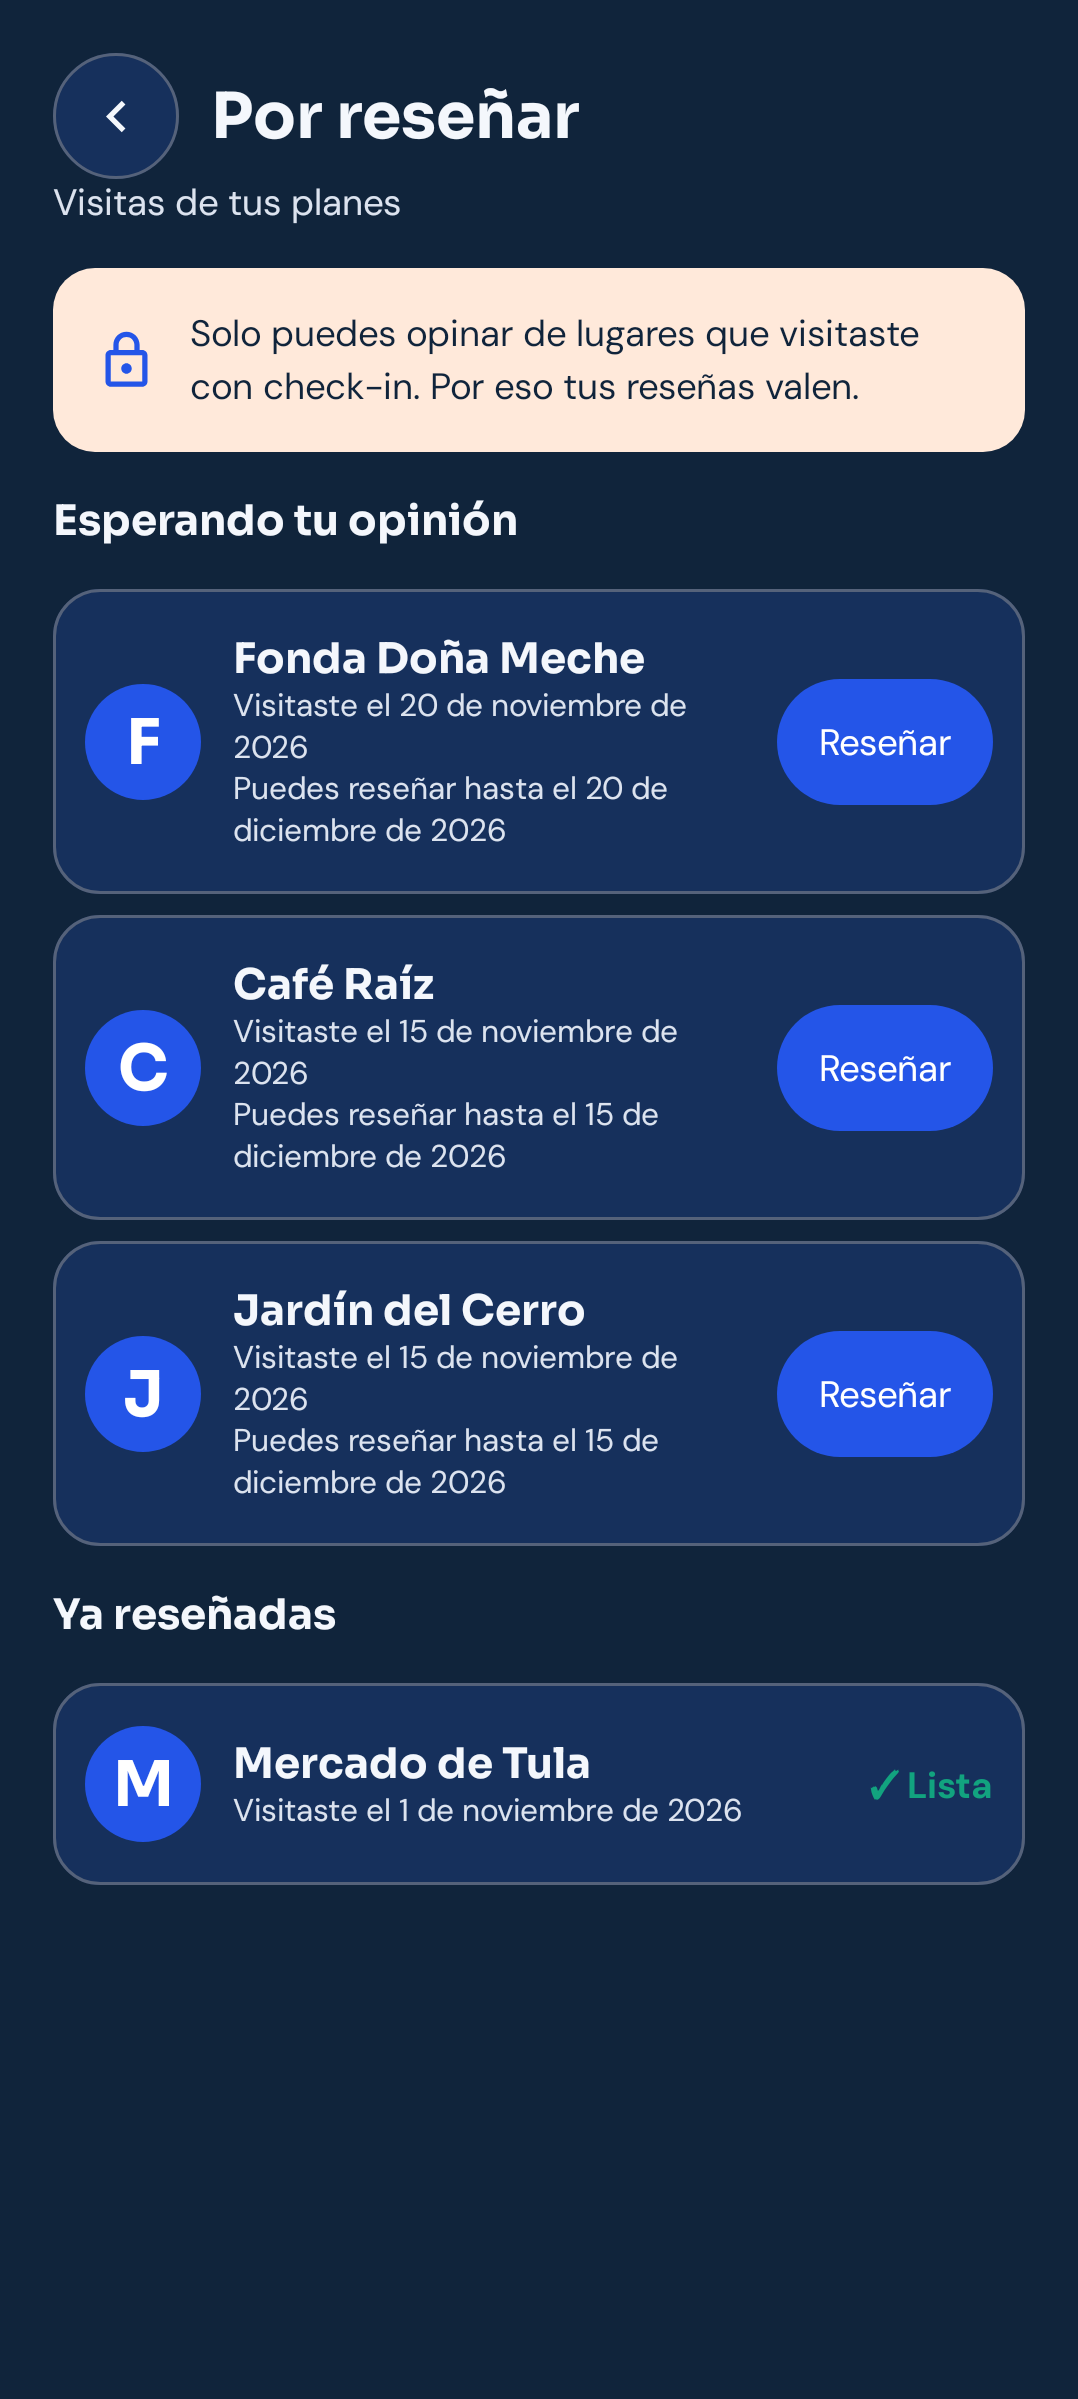 Por reseñar
Visitas de tus planes
Solo puedes opinar de lugares que visitaste
con check-in. Por eso tus reseñas valen.
Esperando tu opinión
F
Fonda Doña Meche
Visitaste el 20 de noviembre de
2026
Puedes reseñar hasta el 20 de
diciembre de 2026
Reseñar
C
Café Raíz
Visitaste el 15 de noviembre de
2026
Puedes reseñar hasta el 15 de
diciembre de 2026
Reseñar
J
Jardín del Cerro
Visitaste el 15 de noviembre de
2026
Puedes reseñar hasta el 15 de
diciembre de 2026
Reseñar
Ya reseñadas
M
Mercado de Tula
Visitaste el 1 de noviembre de 2026
✓ Lista